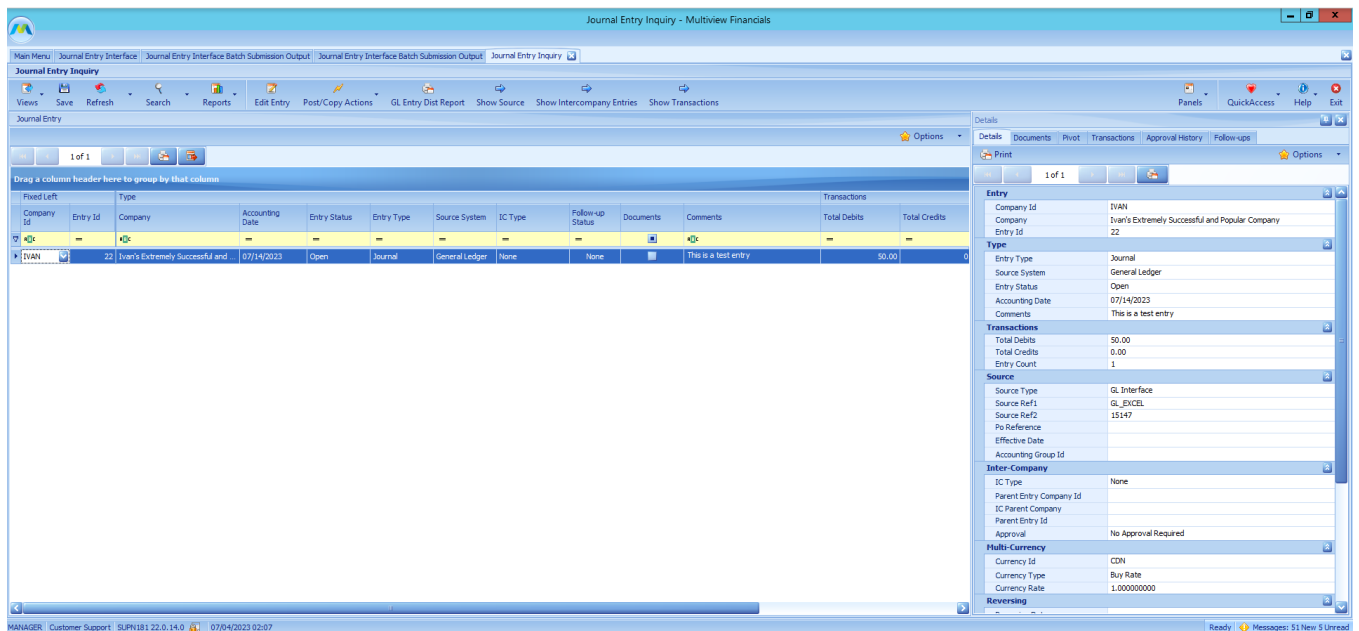 Journal Entry Inquiry - Multiview Financials
Main Menu Journal Entry Interface Journal Entry Interface Batch Submission Output Journal Entry Interface Batch Submission Output Journal Entry Inquiry
Journal Entry Inquiry
Views Save Refresh Search Reports Edit Entry Post/Copy Actions GL Entry Dist Report Show Source Show Intercompany Entries Show Transactions Panels QuickAccess Help Exit
Journal Entry
Options
1 of 1
Drag a column header here to group by that column
Fixed Left Type Transactions
Company Id Entry Id Company Accounting Date Entry Status Entry Type Source System IC Type Follow-up Status Documents Comments Total Debits Total Credits
= = = = = = = = =
IVAN 22 Ivan's Extremely Successful and ... 07/14/2023 Open Journal General Ledger None None This is a test entry 50.00 0
Details
Details Documents Pivot Transactions Approval History Follow-ups
Print Options
1 of 1
Entry
Company Id IVAN
Company Ivan's Extremely Successful and Popular Company
Entry Id 22
Type
Entry Type Journal
Source System General Ledger
Entry Status Open
Accounting Date 07/14/2023
Comments This is a test entry
Transactions
Total Debits 50.00
Total Credits 0.00
Entry Count 1
Source
Source Type GL Interface
Source Ref1 GL_EXCEL
Source Ref2 15147
Po Reference
Effective Date
Accounting Group Id
Inter-Company
IC Type None
Parent Entry Company Id
IC Parent Company
Parent Entry Id
Approval No Approval Required
Multi-Currency
Currency Id CDN
Currency Type Buy Rate
Currency Rate 1.000000000
Reversing
MANAGER Customer Support SUPN181 22.0.14.0 07/04/2023 02:07 Ready Messages: 51 New 5 Unread